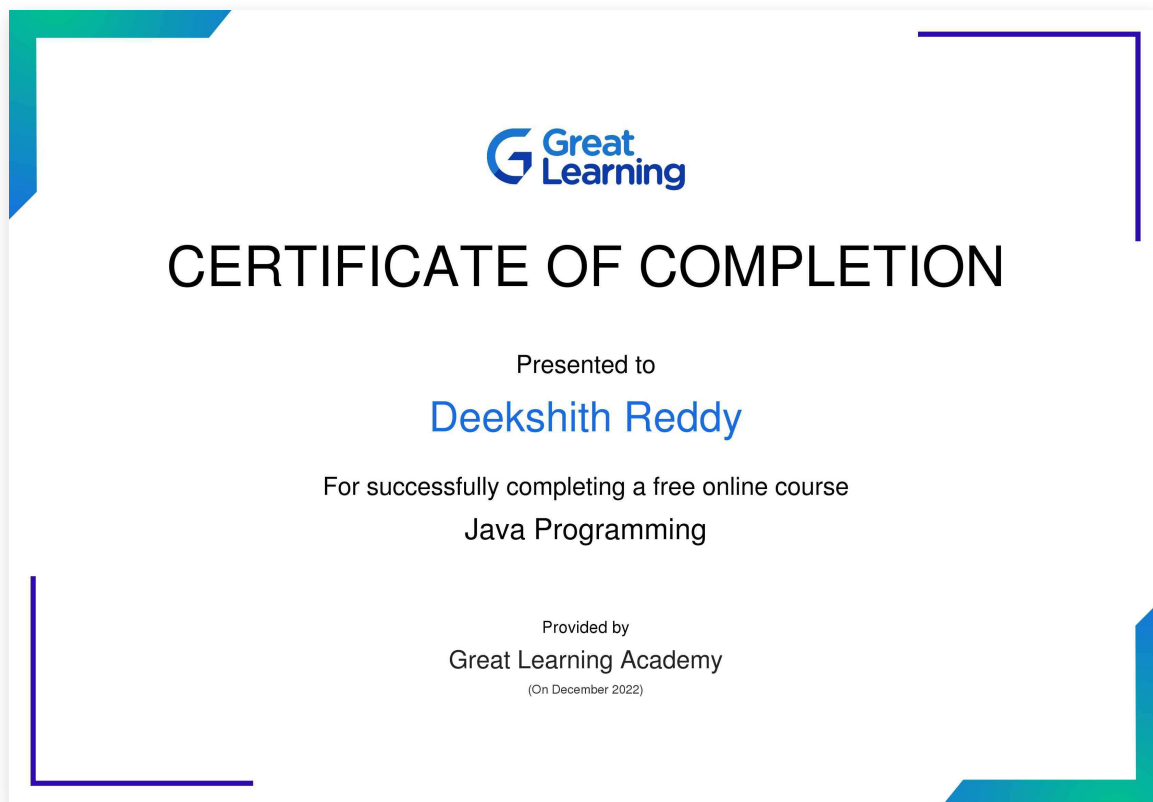 Great
Learning
CERTIFICATE OF COMPLETION
Presented to
Deekshith Reddy
For successfully completing a free online course
Java Programming
Provided by
Great Learning Academy
(On December 2022)